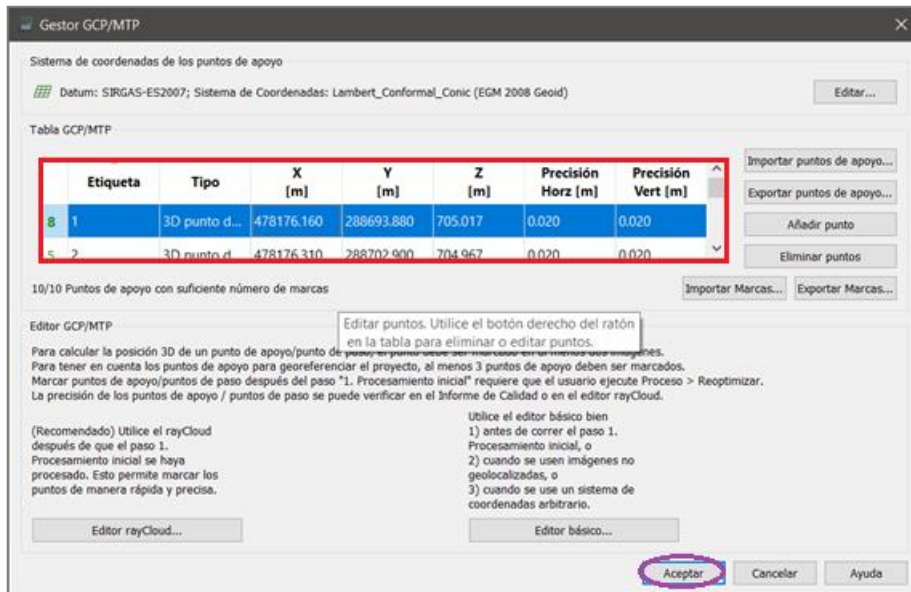 Gestor GCP/MTP
Sistema de coordenadas de los puntos de apoyo
Datum: SIRGAS-ES2007; Sistema de Coordenadas: Lambert_Conformal_Conic (EGM 2008 Geoid)
Editar...
Tabla GCP/MTP
Etiqueta Tipo X [m] Y [m] Z [m] Precisión Horz [m] Precisión Vert [m]
8 1 3D punto d... 478176.160 288693.880 705.017 0.020 0.020
5 2 3D punto d 478176.310 288702.900 704.967 0.020 0.020
Importar puntos de apoyo...
Exportar puntos de apoyo...
Añadir punto
Eliminar puntos
10/10 Puntos de apoyo con suficiente número de marcas
Importar Marcas... Exportar Marcas...
Editor GCP/MTP
Editar puntos. Utilice el botón derecho del ratón
en la tabla para eliminar o editar puntos.
Para calcular la posición 3D de un punto de apoyo/punto de paso, el punto debe ser marcado en al menos dos imágenes.
Para tener en cuenta los puntos de apoyo para georeferenciar el proyecto, al menos 3 puntos de apoyo deben ser marcados.
Marcar puntos de apoyo/puntos de paso después del paso "1. Procesamiento inicial" requiere que el usuario ejecute Proceso > Reoptimizar.
La precisión de los puntos de apoyo / puntos de paso se puede verificar en el Informe de Calidad o en el editor rayCloud.
(Recomendado) Utilice el rayCloud
después de que el paso 1.
Procesamiento inicial se haya
procesado. Esto permite marcar los
puntos de manera rápida y precisa.
Editor rayCloud...
Utilice el editor básico bien
1) antes de correr el paso 1.
Procesamiento inicial, o
2) cuando se usen imágenes no
geolocalizadas, o
3) cuando se use un sistema de
coordenadas arbitrario.
Editor básico...
Aceptar Cancelar Ayuda